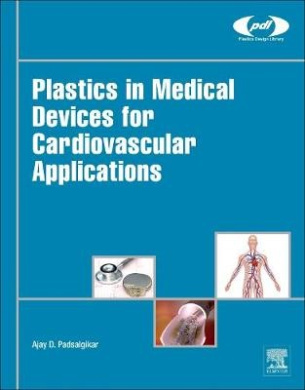 pdl
Plastics Design Library
Plastics in Medical
Devices for
Cardiovascular
Applications
Ajay D. Padsalgikar
ELSEVIER